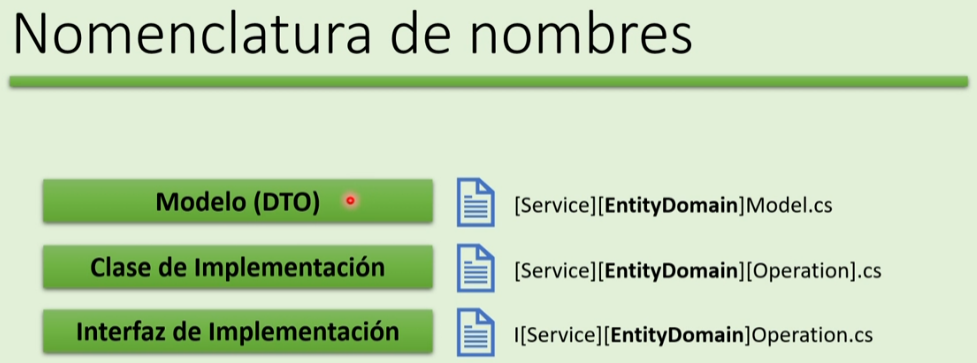 Nomenclatura de nombres
Modelo (DTO) [Service][EntityDomain]Model.cs
Clase de Implementación [Service][EntityDomain][Operation].cs
Interfaz de Implementación I[Service][EntityDomain]Operation.cs